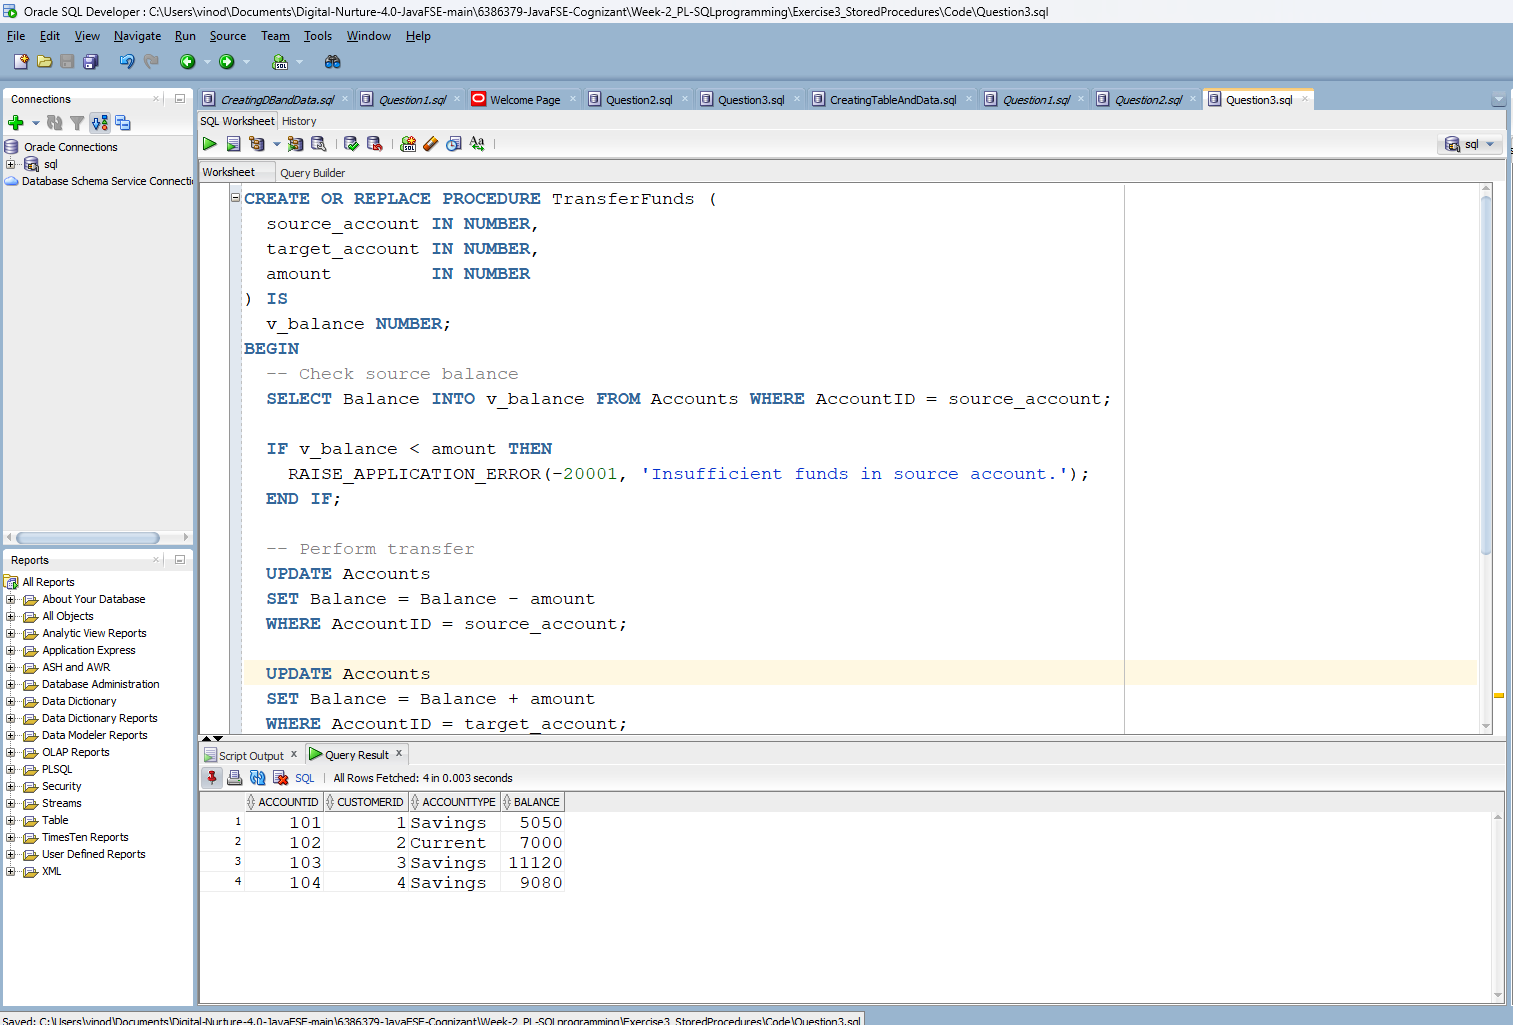 Oracle SQL Developer : C:\Users\vinod\Documents\Digital-Nurture-4.0-JavaFSE-main\6386379-JavaFSE-Cognizant\Week-2_PL-SQLprogramming\Exercise3_StoredProcedures\Code\Question3.sql
File Edit View Navigate Run Source Team Tools Window Help
Connections
Oracle Connections
sql
Database Schema Service Connecti
Reports
All Reports
About Your Database
All Objects
Analytic View Reports
Application Express
ASH and AWR
Database Administration
Data Dictionary
Data Dictionary Reports
Data Modeler Reports
OLAP Reports
PLSQL
Security
Streams
Table
TimesTen Reports
User Defined Reports
XML
CreatingDBandData.sql Question1.sql Welcome Page Question2.sql Question3.sql CreatingTableAndData.sql Question1.sql Question2.sql Question3.sql
SQL Worksheet History
sql
Worksheet Query Builder
CREATE OR REPLACE PROCEDURE TransferFunds (
source_account IN NUMBER,
target_account IN NUMBER,
amount IN NUMBER
) IS
v_balance NUMBER;
BEGIN
-- Check source balance
SELECT Balance INTO v_balance FROM Accounts WHERE AccountID = source_account;
IF v_balance < amount THEN
RAISE_APPLICATION_ERROR(-20001, 'Insufficient funds in source account.');
END IF;
-- Perform transfer
UPDATE Accounts
SET Balance = Balance - amount
WHERE AccountID = source_account;
UPDATE Accounts
SET Balance = Balance + amount
WHERE AccountID = target_account;
Script Output Query Result
SQL All Rows Fetched: 4 in 0.003 seconds
ACCOUNTID CUSTOMERID ACCOUNTTYPE BALANCE
1 101 1 Savings 5050
2 102 2 Current 7000
3 103 3 Savings 11120
4 104 4 Savings 9080
Saved: C:\Users\vinod\Documents\Digital-Nurture-4.0-JavaFSE-main\6386379-JavaFSE-Cognizant\Week-2_PL-SQLprogramming\Exercise3_StoredProcedures\Code\Question3.sql